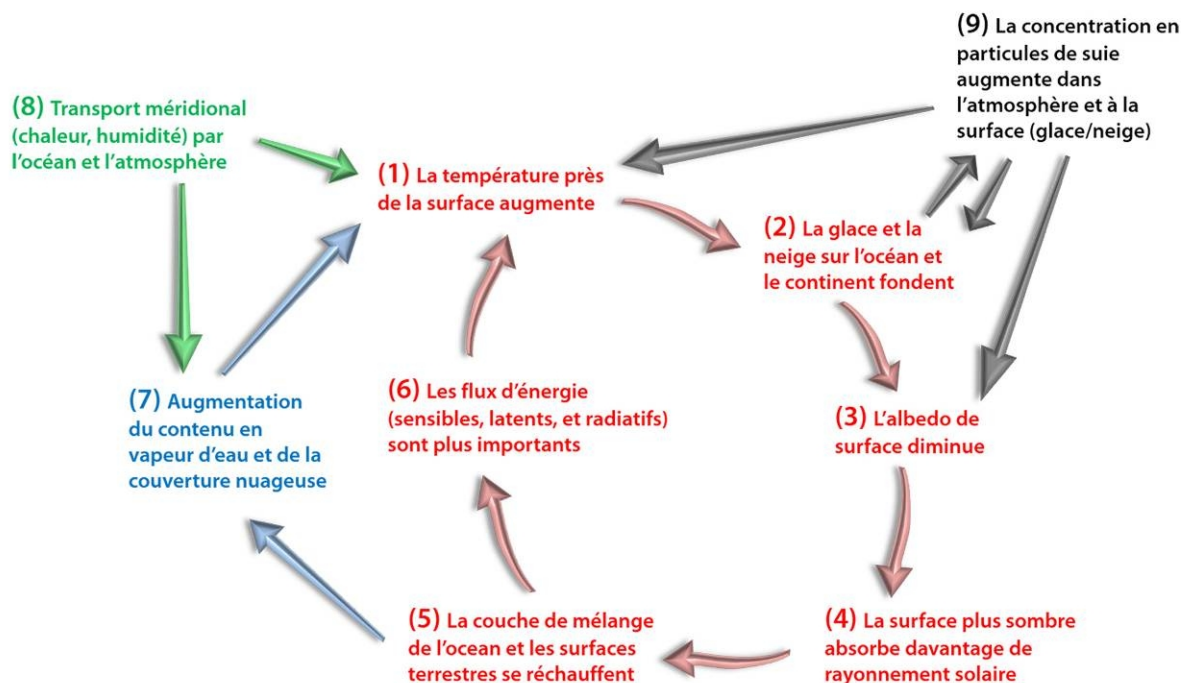 (9) La concentration en
particules de suie
augmente dans
l'atmosphère et à la
surface (glace/neige)
(8) Transport méridional
(chaleur, humidité) par
l'océan et l'atmosphère
(1) La température près
de la surface augmente
(2) La glace et la
neige sur l'océan et
le continent fondent
(7) Augmentation
du contenu en
vapeur d'eau et de la
couverture nuageuse
(6) Les flux d'énergie
(sensibles, latents, et radiatifs)
sont plus importants
(3) L'albedo de
surface diminue
(5) La couche de mélange
de l'ocean et les surfaces
terrestres se réchauffent
(4) La surface plus sombre
absorbe davantage de
rayonnement solaire